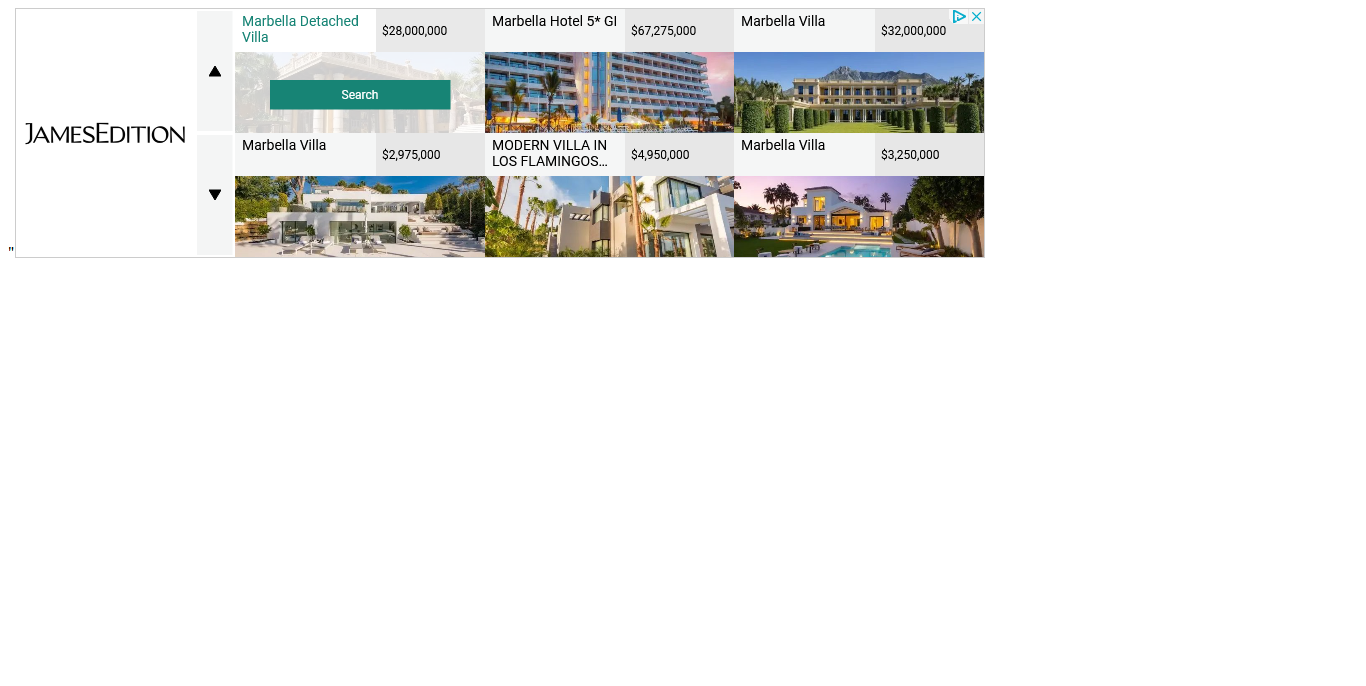 JAMESEDITION
Marbella Detached
Villa
$28,000,000
Search
Marbella Hotel 5* Gl
$67,275,000
Marbella Villa
$32,000,000
Marbella Villa
$2,975,000
MODERN VILLA IN
LOS FLAMINGOS...
$4,950,000
Marbella Villa
$3,250,000
"